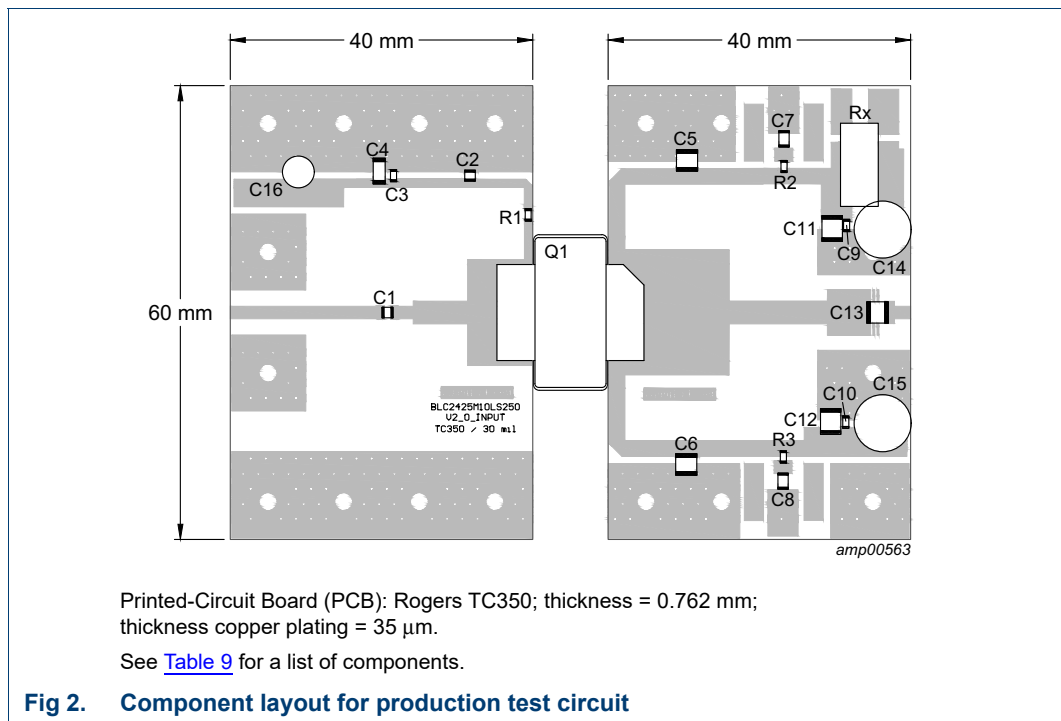 40 mm
40 mm
60 mm
C4
C2
C16
C3
R1
C1
Q1
C5
C7
Rx
R2
C11
C9
C14
C13
C15
C10
C12
R3
C6
C8
BLC2425M10LS250
V2_0_INPUT
TC350 / 30 mil
amp00563
Printed-Circuit Board (PCB): Rogers TC350; thickness = 0.762 mm;
thickness copper plating = 35 μm.
See Table 9 for a list of components.
Fig 2. Component layout for production test circuit